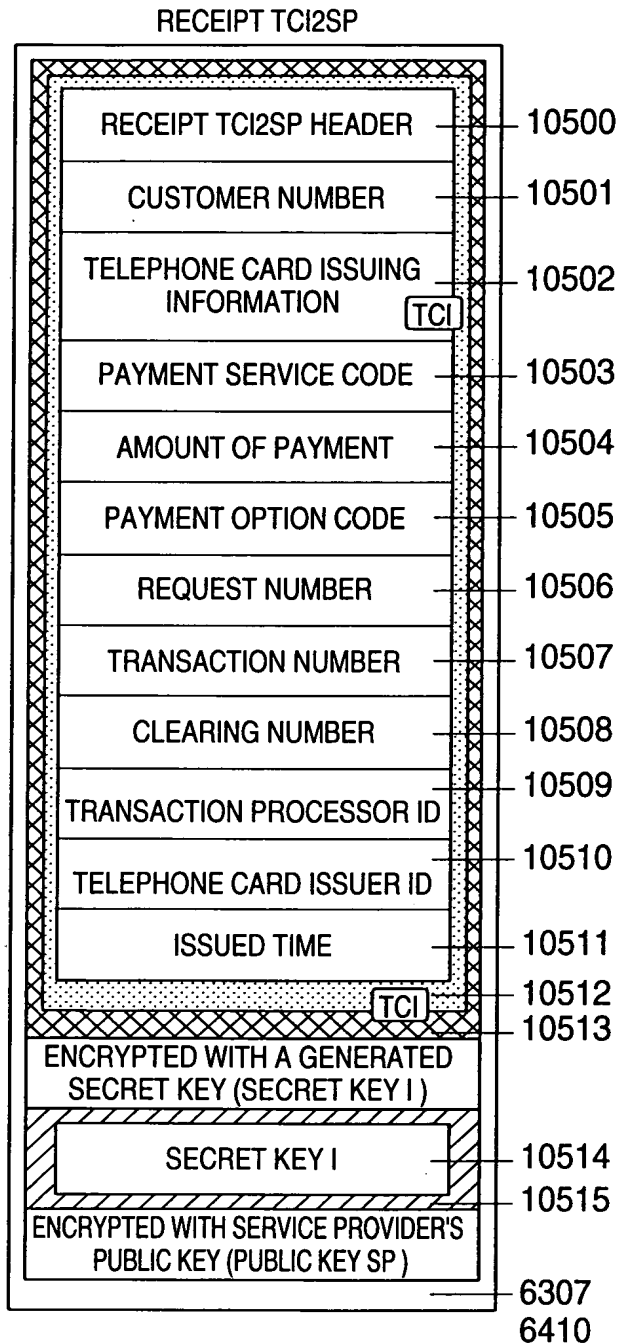 RECEIPT TCI2SP
RECEIPT TCI2SP HEADER 10500
CUSTOMER NUMBER 10501
TELEPHONE CARD ISSUING 10502
INFORMATION
TCI
PAYMENT SERVICE CODE 10503
AMOUNT OF PAYMENT 10504
PAYMENT OPTION CODE 10505
REQUEST NUMBER 10506
TRANSACTION NUMBER 10507
CLEARING NUMBER 10508
10509
TRANSACTION PROCESSOR ID
10510
TELEPHONE CARD ISSUER ID
ISSUED TIME 10511
TCI 10512
10513
ENCRYPTED WITH A GENERATED
SECRET KEY (SECRET KEY I)
SECRET KEY I 10514
10515
ENCRYPTED WITH SERVICE PROVIDER'S
PUBLIC KEY (PUBLIC KEY SP)
6307
6410